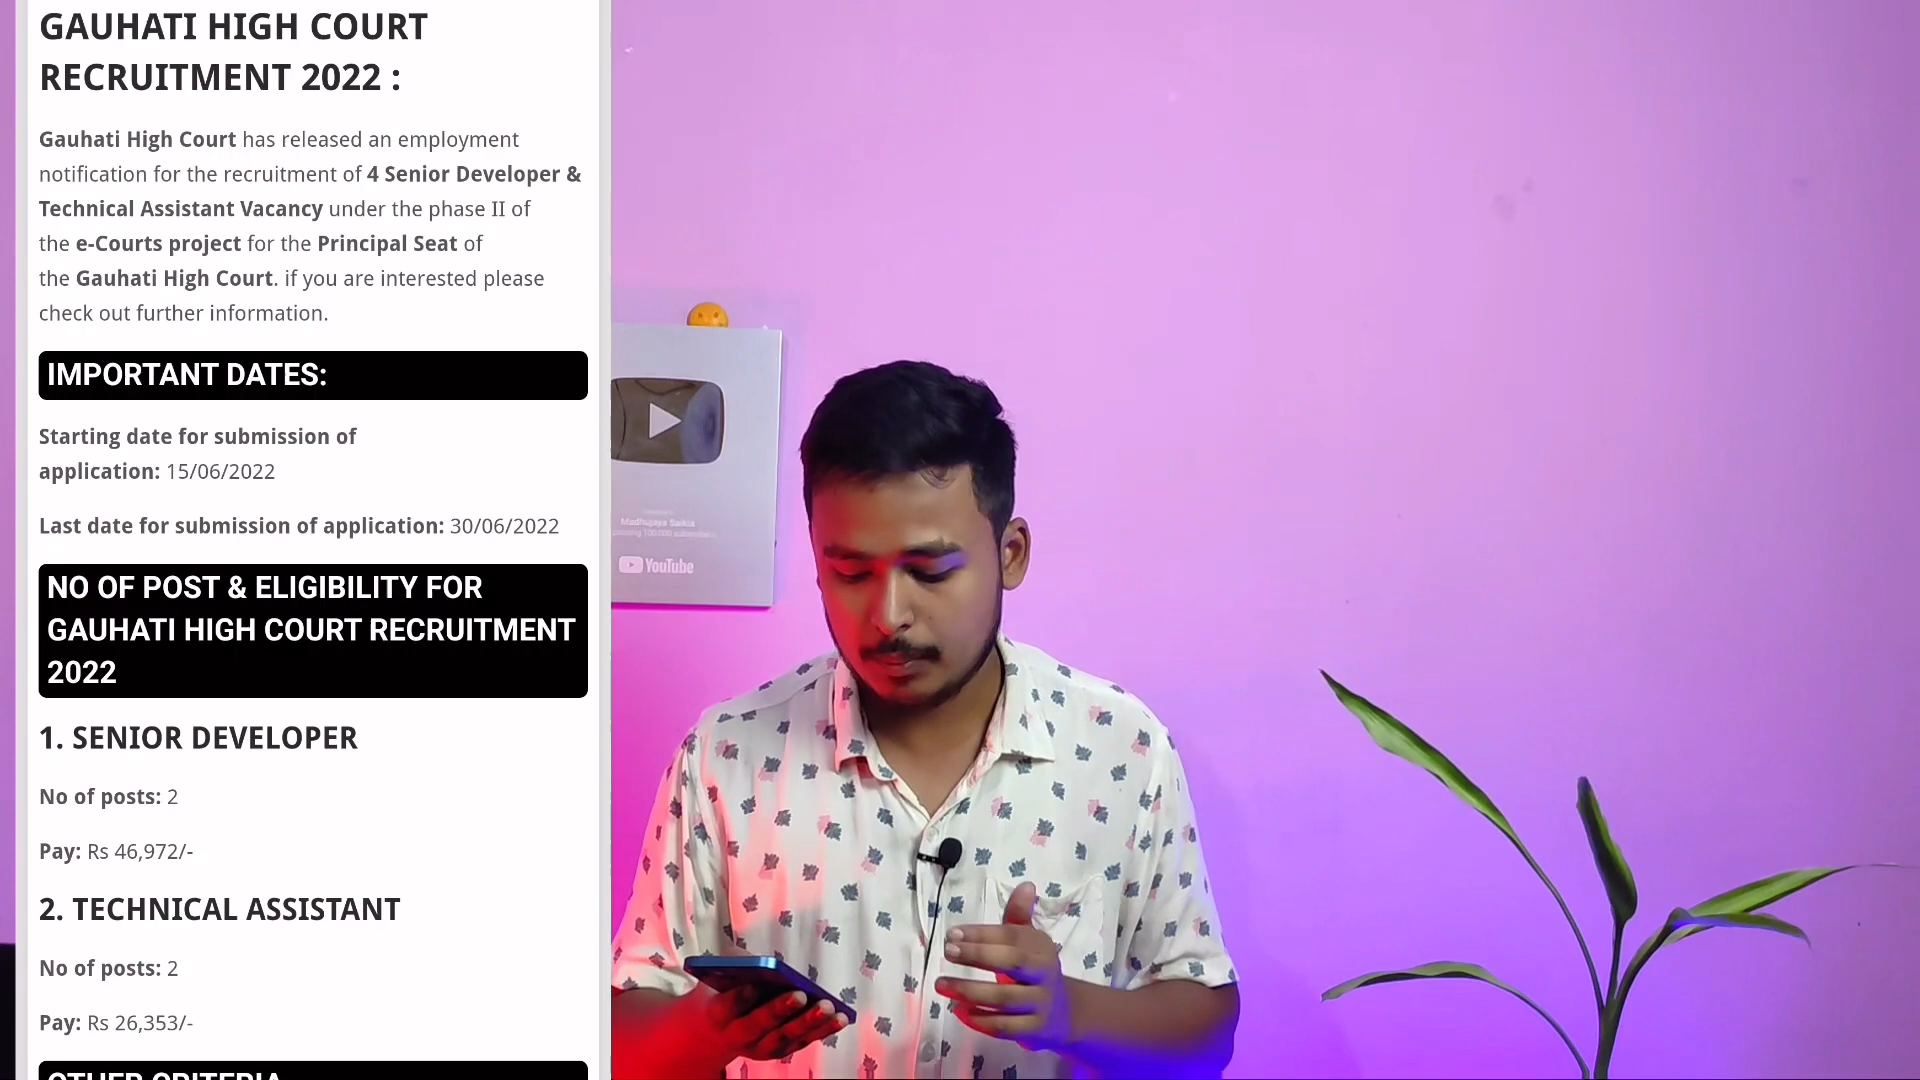 GAUHATI HIGH COURT
RECRUITMENT 2022 :
Gauhati High Court has released an employment
notification for the recruitment of 4 Senior Developer &
Technical Assistant Vacancy under the phase II of
the e-Courts project for the Principal Seat of
the Gauhati High Court. if you are interested please
check out further information.
IMPORTANT DATES:
Starting date for submission of
application: 15/06/2022
Last date for submission of application: 30/06/2022
NO OF POST & ELIGIBILITY FOR
GAUHATI HIGH COURT RECRUITMENT
2022
1. SENIOR DEVELOPER
No of posts: 2
Pay: Rs 46,972/-
2. TECHNICAL ASSISTANT
No of posts: 2
Pay: Rs 26,353/-
OTHER CRITERIA
Madhujaya Saikia
YouTube